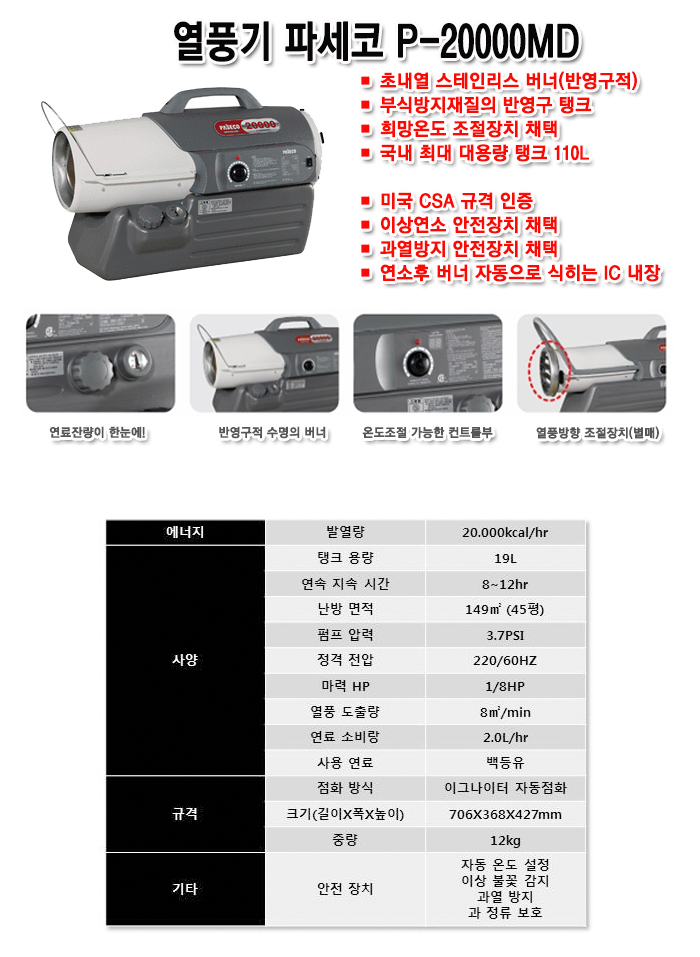 열풍기 파세코 P-20000MD
■ 초내열 스테인리스 버너(반영구적)
■ 부식방지재질의 반영구 탱크
■ 희망온도 조절장치 채택
■ 국내 최대 대용량 탱크 110L
■ 미국 CSA 규격 인증
■ 이상연소 안전장치 채택
■ 과열방지 안전장치 채택
■ 연소후 버너 자동으로 식히는 IC 내장
PASECO 20000
PASECO
연료잔량이 한눈에!
반영구적 수명의 버너
온도조절 가능한 컨트롤부
열풍방향 조절장치(별매)
에너지 발열량 20.000kcal/hr
사양 탱크 용량 19L
연속 지속 시간 8~12hr
난방 면적 149㎡ (45평)
펌프 압력 3.7PSI
정격 전압 220/60HZ
마력 HP 1/8HP
열풍 도출량 8㎥/min
연료 소비량 2.0L/hr
사용 연료 백등유
규격 점화 방식 이그나이터 자동점화
크기(길이X폭X높이) 706X368X427mm
중량 12kg
기타 안전 장치 자동 온도 설정
이상 불꽃 감지
과열 방지
과 정류 보호